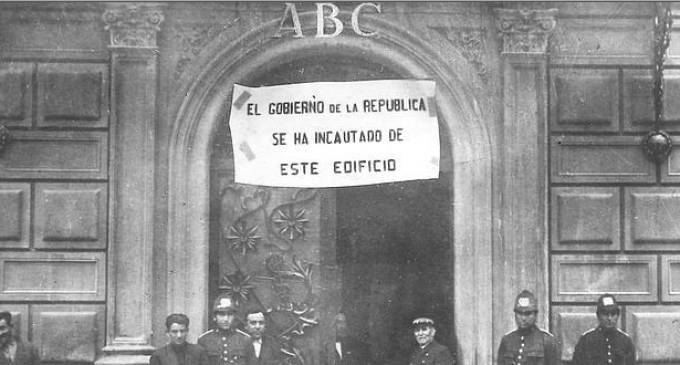 ABC
EL GOBIERNO DE LA REPUBLICA
SE HA INCAUTADO DE
ESTE EDIFICIO